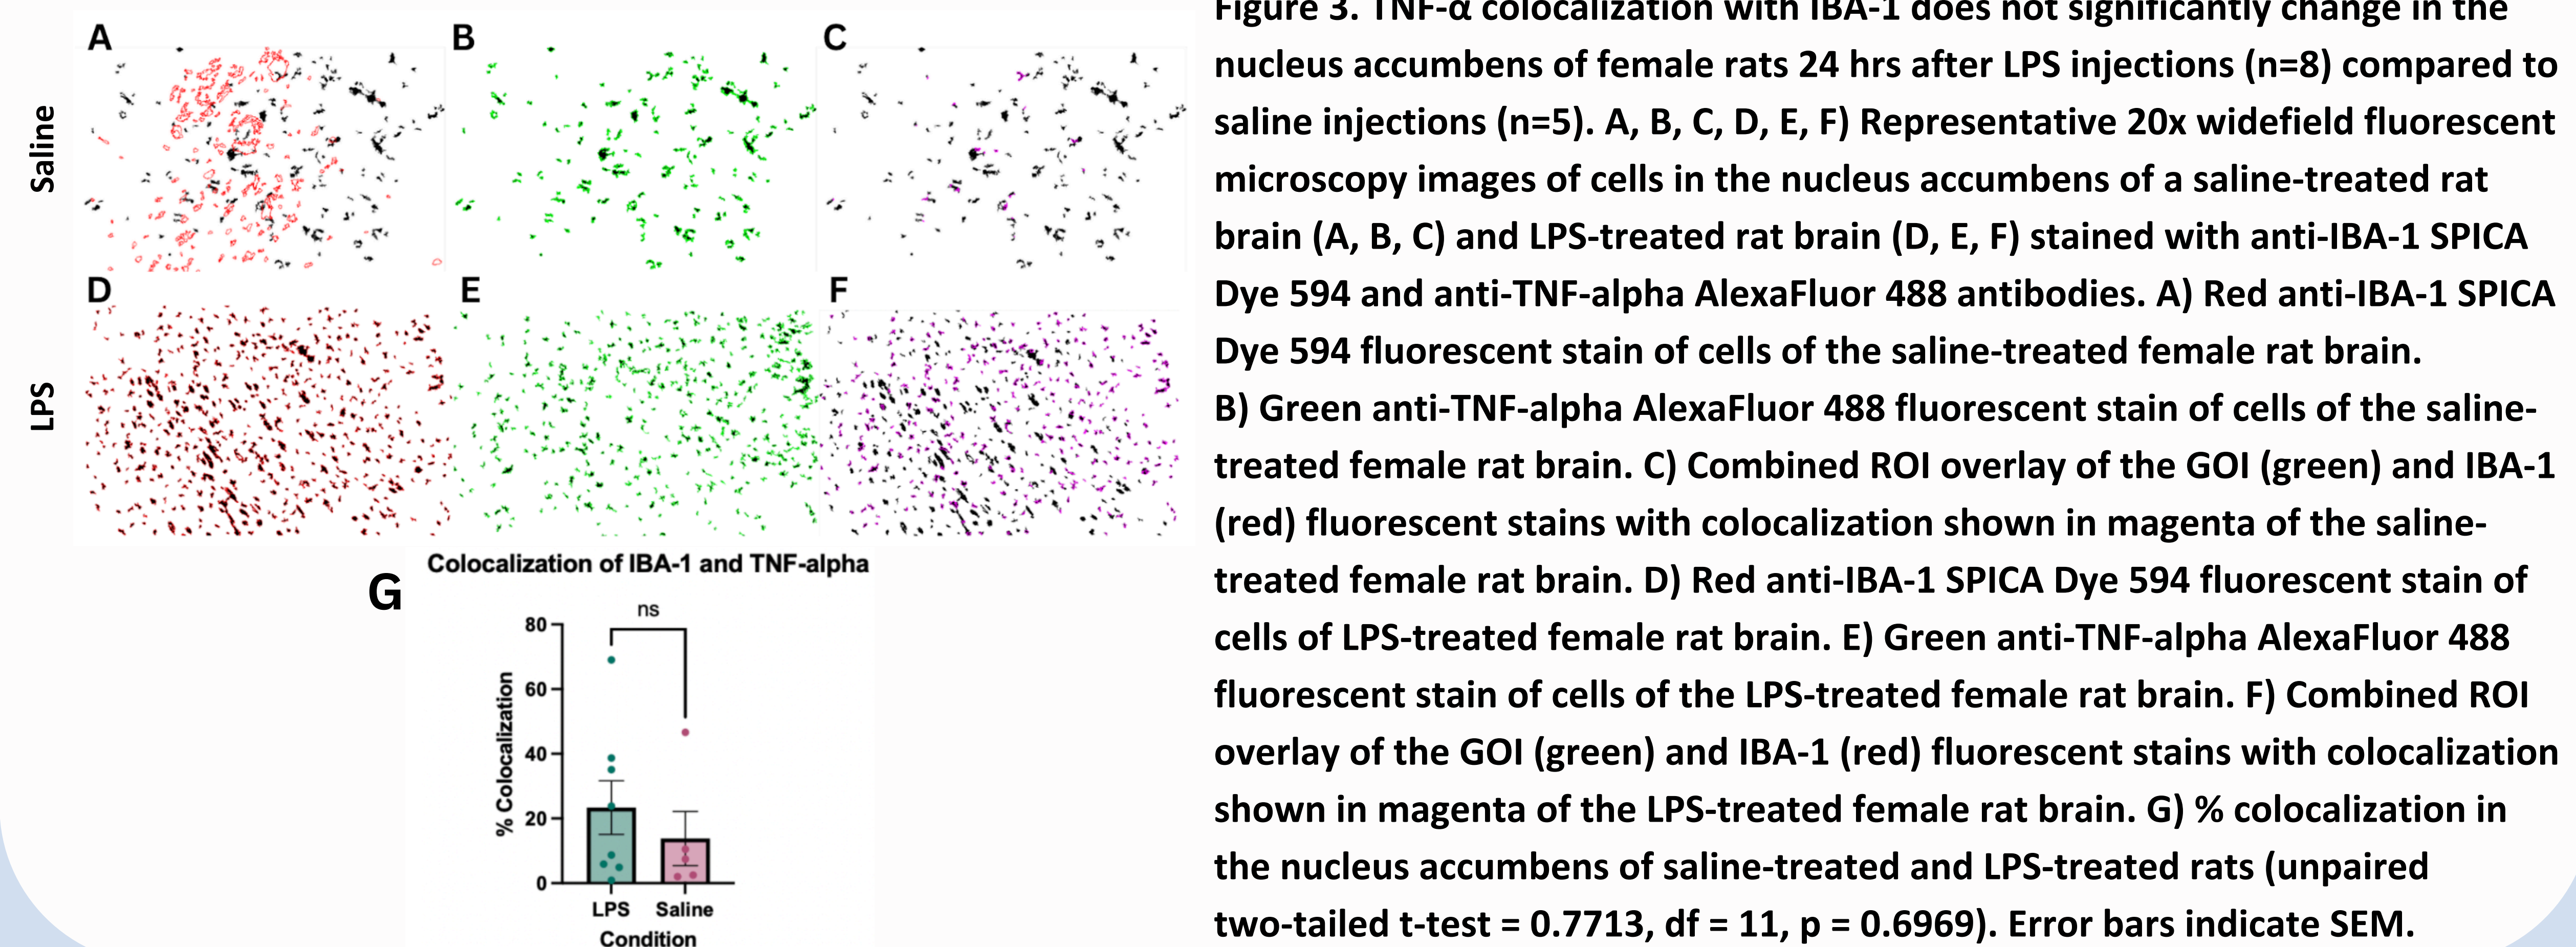 A
B
C
Saline
D
E
F
LPS
Colocalization of IBA-1 and TNF-alpha
G
ns
80
60
40
20
0
% Colocalization
LPS
Saline
Condition
Figure 3. TNF-α colocalization with IBA-1 does not significantly change in the
nucleus accumbens of female rats 24 hrs after LPS injections (n=8) compared to
saline injections (n=5). A, B, C, D, E, F) Representative 20x widefield fluorescent
microscopy images of cells in the nucleus accumbens of a saline-treated rat
brain (A, B, C) and LPS-treated rat brain (D, E, F) stained with anti-IBA-1 SPICA
Dye 594 and anti-TNF-alpha AlexaFluor 488 antibodies. A) Red anti-IBA-1 SPICA
Dye 594 fluorescent stain of cells of the saline-treated female rat brain.
B) Green anti-TNF-alpha AlexaFluor 488 fluorescent stain of cells of the saline-
treated female rat brain. C) Combined ROI overlay of the GOI (green) and IBA-1
(red) fluorescent stains with colocalization shown in magenta of the saline-
treated female rat brain. D) Red anti-IBA-1 SPICA Dye 594 fluorescent stain of
cells of LPS-treated female rat brain. E) Green anti-TNF-alpha AlexaFluor 488
fluorescent stain of cells of the LPS-treated female rat brain. F) Combined ROI
overlay of the GOI (green) and IBA-1 (red) fluorescent stains with colocalization
shown in magenta of the LPS-treated female rat brain. G) % colocalization in
the nucleus accumbens of saline-treated and LPS-treated rats (unpaired
two-tailed t-test = 0.7713, df = 11, p = 0.6969). Error bars indicate SEM.